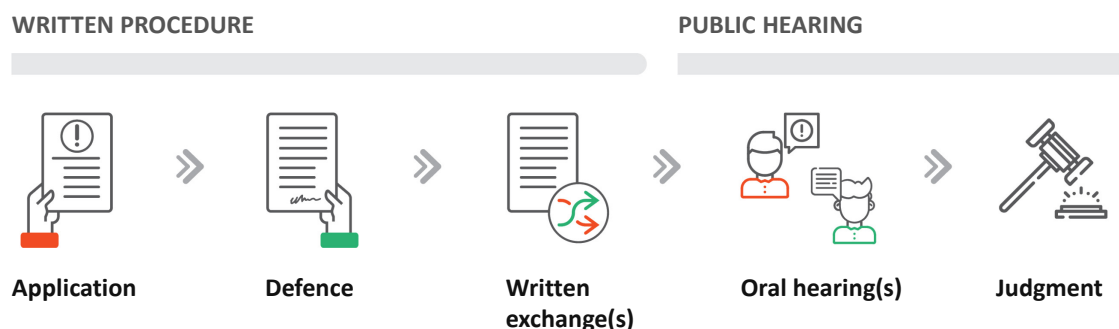 WRITTEN PROCEDURE
PUBLIC HEARING
Application
Defence
Written
exchange(s)
Oral hearing(s)
Judgment